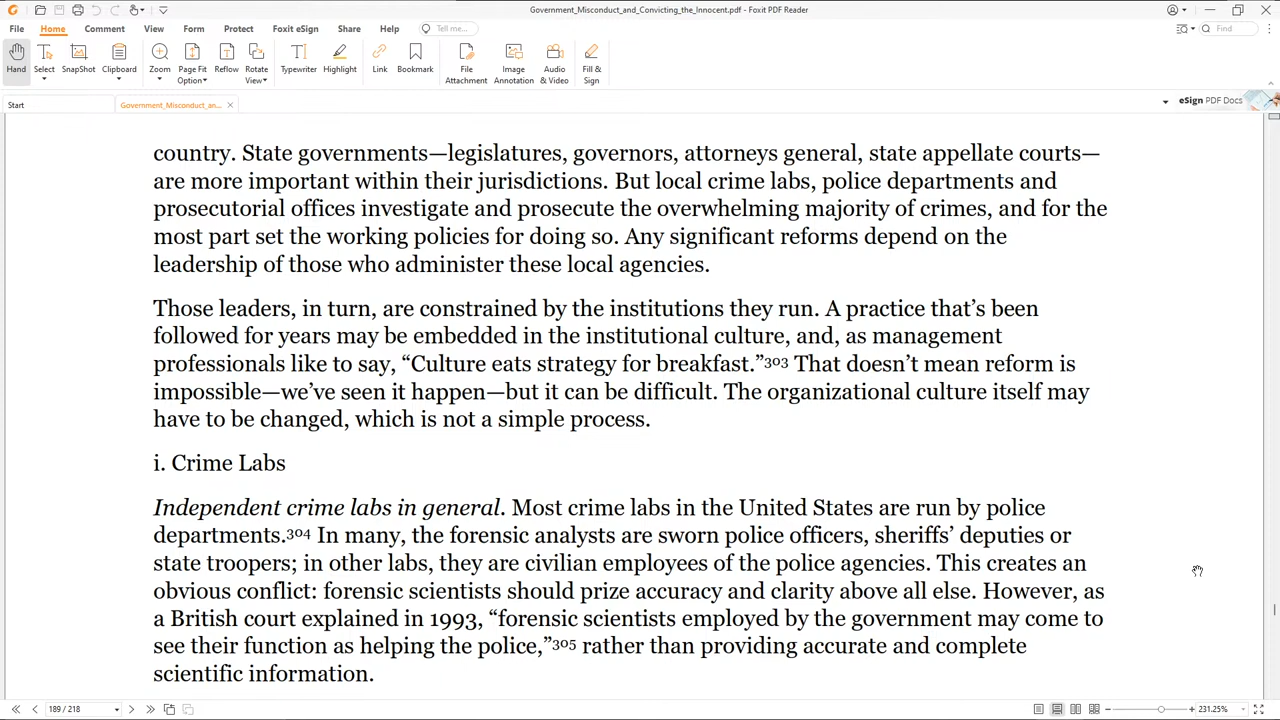 Government_Misconduct_and_Convicting_the_Innocent.pdf - Foxit PDF Reader
File Home Comment View Form Protect Foxit eSign Share Help Tell me... Find
Hand Select SnapShot Clipboard Zoom Page Fit Option Reflow Rotate View Typewriter Highlight Link Bookmark File Attachment Image Annotation Audio & Video Fill & Sign
Start Government_Misconduct_an... eSign PDF Docs
country. State governments—legislatures, governors, attorneys general, state appellate courts—
are more important within their jurisdictions. But local crime labs, police departments and
prosecutorial offices investigate and prosecute the overwhelming majority of crimes, and for the
most part set the working policies for doing so. Any significant reforms depend on the
leadership of those who administer these local agencies.
Those leaders, in turn, are constrained by the institutions they run. A practice that's been
followed for years may be embedded in the institutional culture, and, as management
professionals like to say, “Culture eats strategy for breakfast.”303 That doesn’t mean reform is
impossible—we’ve seen it happen—but it can be difficult. The organizational culture itself may
have to be changed, which is not a simple process.
i. Crime Labs
Independent crime labs in general. Most crime labs in the United States are run by police
departments.304 In many, the forensic analysts are sworn police officers, sheriffs’ deputies or
state troopers; in other labs, they are civilian employees of the police agencies. This creates an
obvious conflict: forensic scientists should prize accuracy and clarity above all else. However, as
a British court explained in 1993, “forensic scientists employed by the government may come to
see their function as helping the police,”305 rather than providing accurate and complete
scientific information.
189 / 218 231.25%